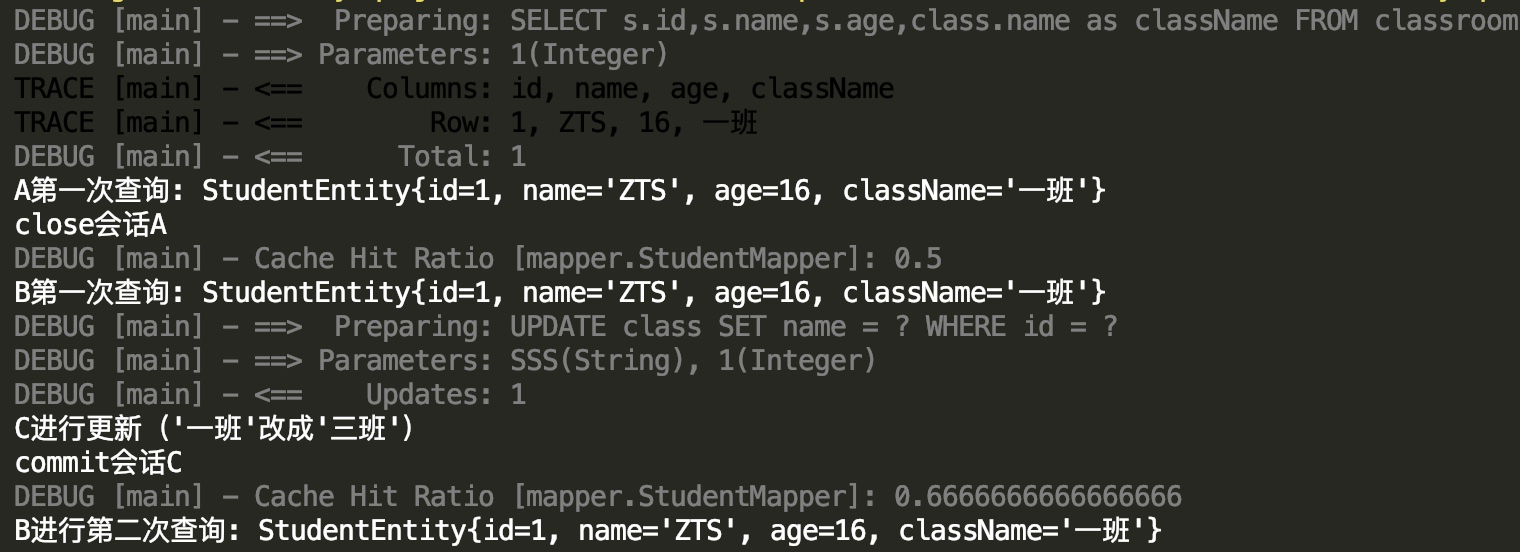 DEBUG [main] - ==>  Preparing: SELECT s.id,s.name,s.age,class.name as className FROM classroom
DEBUG [main] - ==> Parameters: 1(Integer)
TRACE [main] - <==    Columns: id, name, age, className
TRACE [main] - <==        Row: 1, ZTS, 16, 一班
DEBUG [main] - <==      Total: 1
A第一次查询: StudentEntity{id=1, name='ZTS', age=16, className='一班'}
close会话A
DEBUG [main] - Cache Hit Ratio [mapper.StudentMapper]: 0.5
B第一次查询: StudentEntity{id=1, name='ZTS', age=16, className='一班'}
DEBUG [main] - ==>  Preparing: UPDATE class SET name = ? WHERE id = ?
DEBUG [main] - ==> Parameters: SSS(String), 1(Integer)
DEBUG [main] - <==    Updates: 1
C进行更新（'一班'改成'三班'）
commit会话C
DEBUG [main] - Cache Hit Ratio [mapper.StudentMapper]: 0.6666666666666666
B进行第二次查询: StudentEntity{id=1, name='ZTS', age=16, className='一班'}